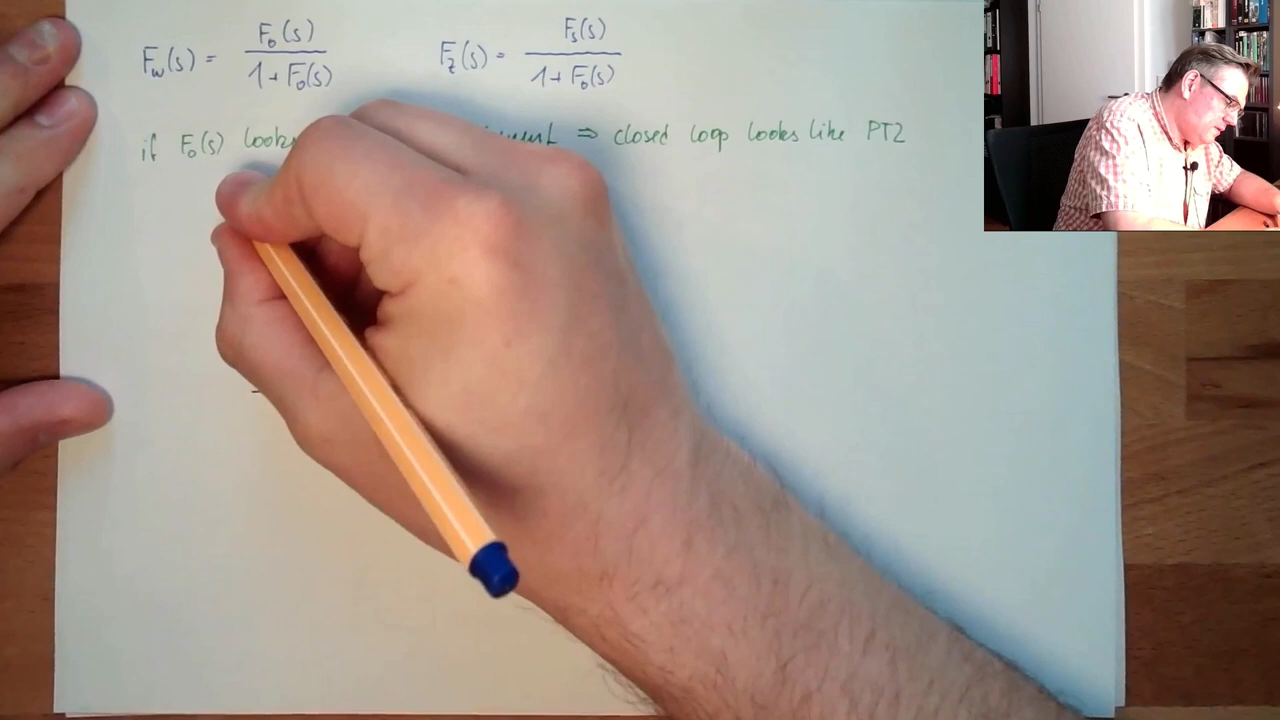 F_w(s) = F_0(s) / 1+F_0(s) F_z(s) = F_s(s) / 1+F_0(s)
if F_0(s) looks ⇒ closed loop looks like PT2